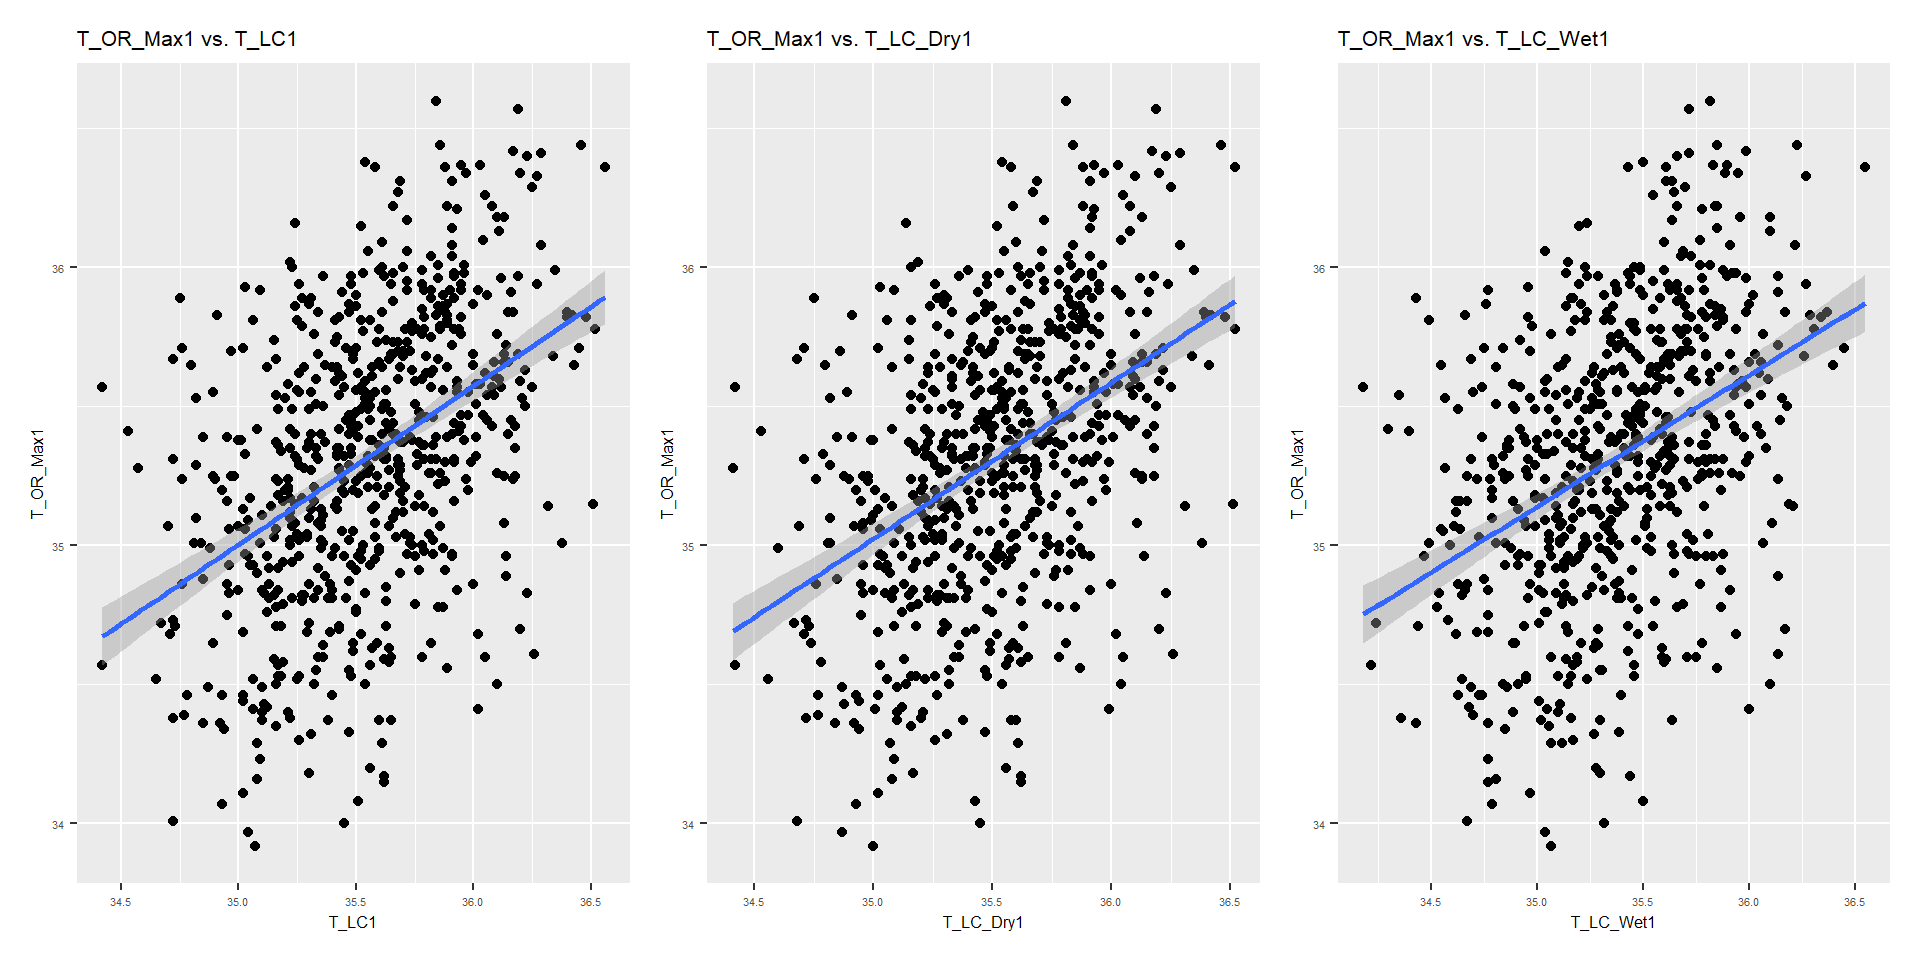 T_OR_Max1 vs. T_LC1
T_OR_Max1
36
35
34
34.5 35.0 35.5 36.0 36.5
T_LC1
T_OR_Max1 vs. T_LC_Dry1
T_OR_Max1
36
35
34
34.5 35.0 35.5 36.0 36.5
T_LC_Dry1
T_OR_Max1 vs. T_LC_Wet1
T_OR_Max1
36
35
34
34.5 35.0 35.5 36.0 36.5
T_LC_Wet1